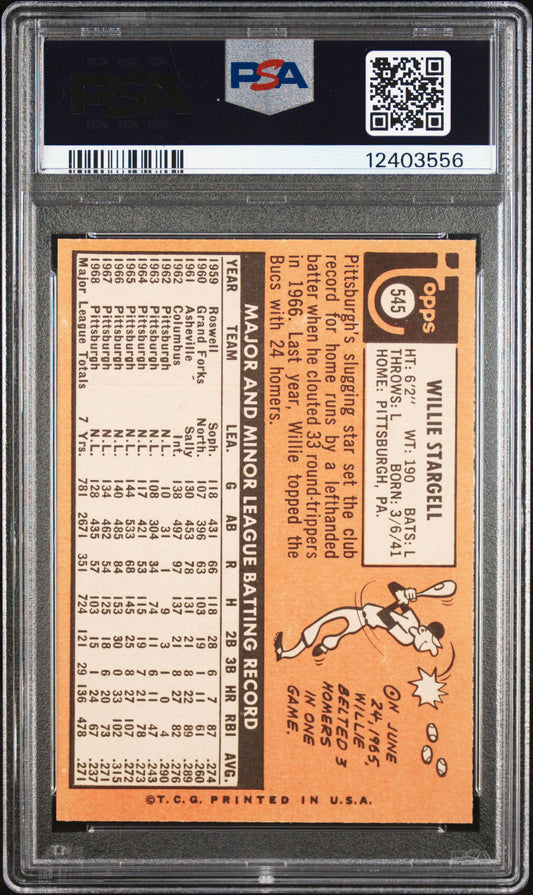 PSA
12403556
Topps
545
WILLIE STARGELL
HT: 6'2" WT: 190 BATS: L
THROWS: L BORN: 3/6/41
HOME: PITTSBURGH, PA.
Pittsburgh's slugging star set the club
record for home runs by a lefthanded
batter when he clouted 33 round-trippers
in 1966. Last year, Willie topped the
Bucs with 24 homers.
ON JUNE
24, 1965,
WILLIE
BELTED 3
HOMERS
IN ONE
GAME.
MAJOR AND MINOR LEAGUE BATTING RECORD
YEAR TEAM LEA. G AB R H 2B 3B HR RBI AVG.
1959 Roswell Soph. 118 431 66 118 28 6 7 87 .274
1960 Grand Forks North. 107 396 63 103 19 1 11 61 .260
1961 Asheville Sally 130 453 78 131 21 8 22 89 .289
1962 Columbus Int. 138 497 97 137 21 8 27 82 .276
1962 Pittsburgh N.L. 10 31 1 9 3 1 0 4 .290
1963 Pittsburgh N.L. 108 304 34 74 11 6 11 47 .243
1964 Pittsburgh N.L. 117 421 53 115 19 7 21 78 .273
1965 Pittsburgh N.L. 144 533 68 145 25 8 27 107 .272
1966 Pittsburgh N.L. 140 485 84 153 30 0 33 102 .315
1967 Pittsburgh N.L. 134 462 54 125 18 6 20 73 .271
1968 Pittsburgh N.L. 128 435 57 103 15 1 24 67 .237
Major League Totals 7 Yrs. 781 2671 351 724 121 29 136 478 .271
©T.C.G. PRINTED IN U.S.A.
PSA